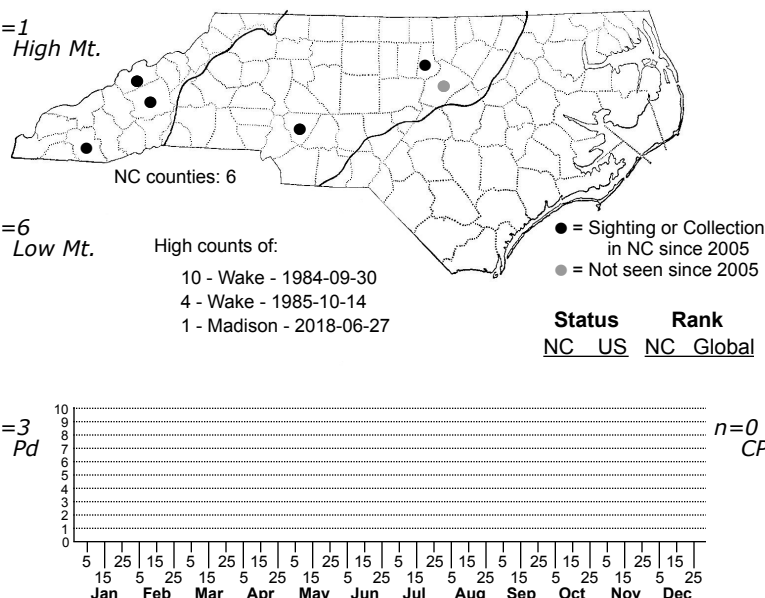 =1
High Mt.
NC counties: 6
=6
Low Mt.
High counts of:
10 - Wake - 1984-09-30
4 - Wake - 1985-10-14
1 - Madison - 2018-06-27
● = Sighting or Collection
in NC since 2005
● = Not seen since 2005
Status Rank
NC US NC Global
=3
Pd
n=0
CP
10
9
8
7
6
5
4
3
2
1
0
5 25 15 5 25 15 5 25 15 5 25 15 5 25 15 5 25 15
15 5 25 15 5 25 15 5 25 15 5 25 15 5 25 15 5 25
Jan Feb Mar Apr May Jun Jul Aug Sep Oct Nov Dec